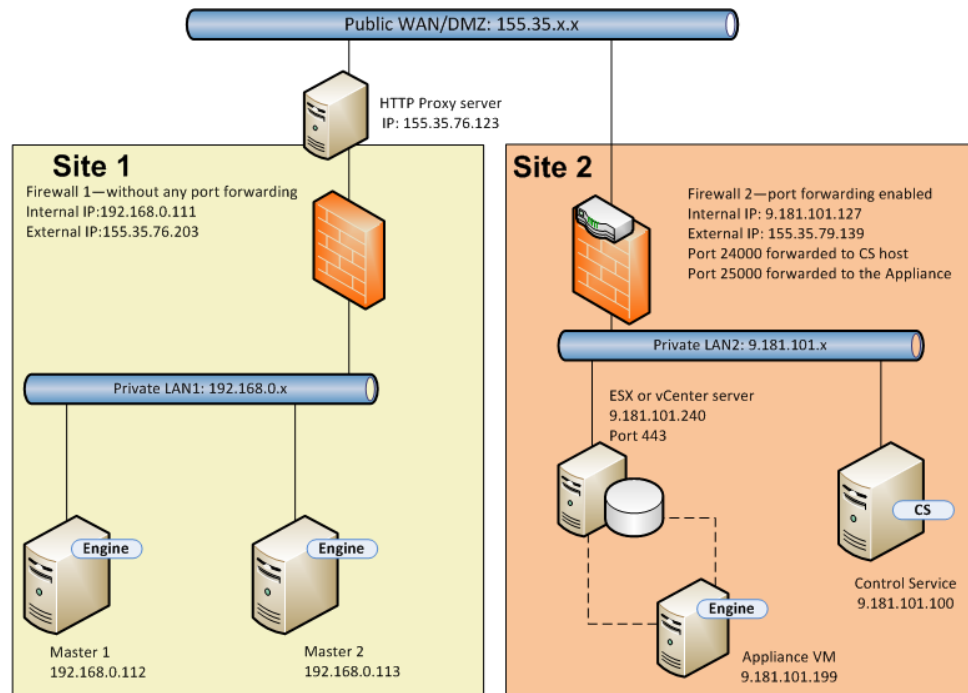 Public WAN/DMZ: 155.35.x.x
HTTP Proxy server
IP: 155.35.76.123
Site 1
Firewall 1—without any port forwarding
Internal IP:192.168.0.111
External IP:155.35.76.203
Private LAN1: 192.168.0.x
Engine
Master 1
192.168.0.112
Engine
Master 2
192.168.0.113
Site 2
Firewall 2—port forwarding enabled
Internal IP: 9.181.101.127
External IP: 155.35.79.139
Port 24000 forwarded to CS host
Port 25000 forwarded to the Appliance
Private LAN2: 9.181.101.x
ESX or vCenter server
9.181.101.240
Port 443
CS
Control Service
9.181.101.100
Engine
Appliance VM
9.181.101.199